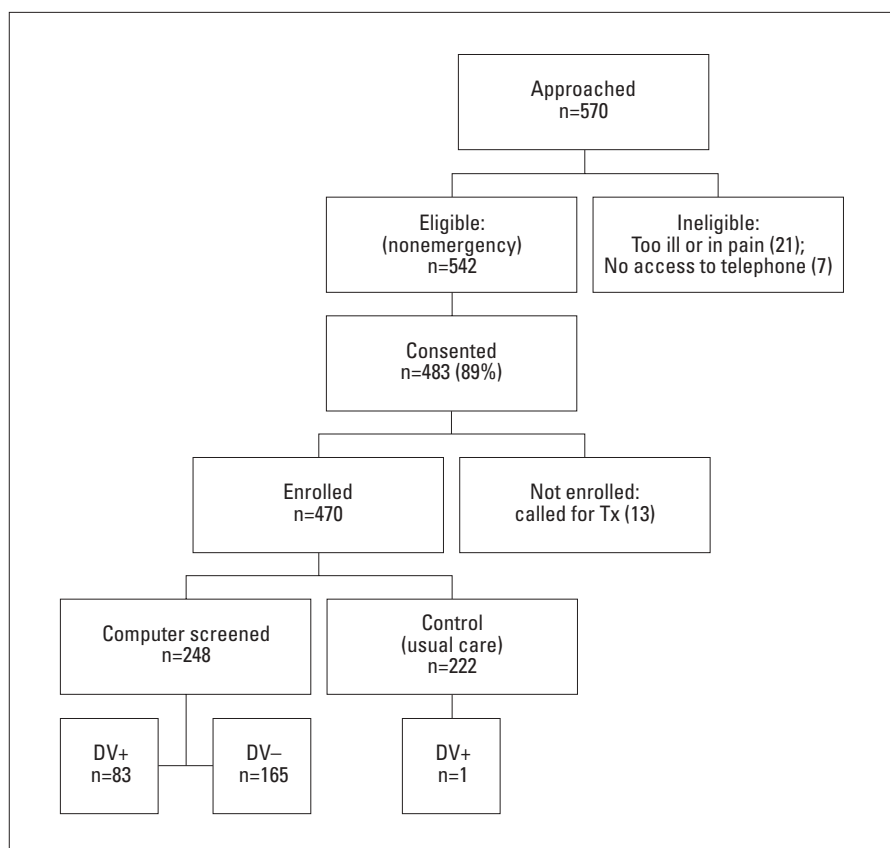 Approached
n=570
Eligible:
(nonemergency)
n=542
Ineligible:
Too ill or in pain (21);
No access to telephone (7)
Consented
n=483 (89%)
Enrolled
n=470
Not enrolled:
called for Tx (13)
Computer screened
n=248
Control
(usual care)
n=222
DV+
n=83
DV–
n=165
DV+
n=1